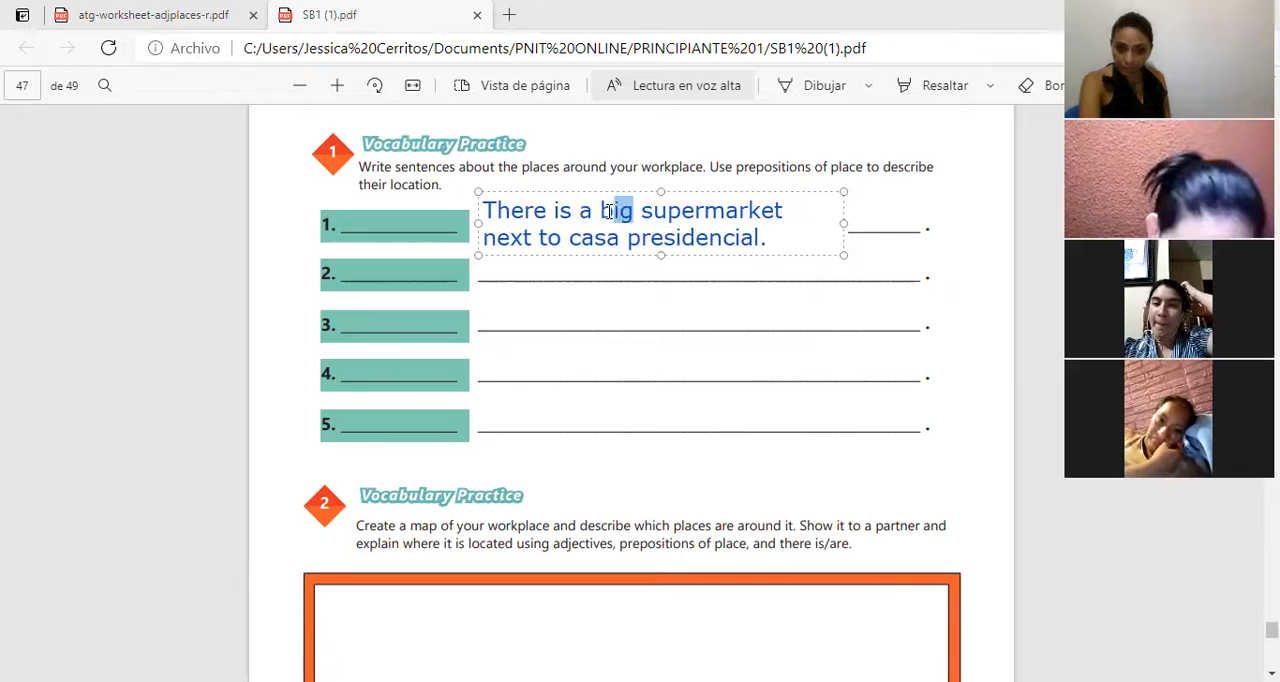 atg-worksheet-adjplaces-r.pdf
SB1 (1).pdf
Archivo
C:/Users/Jessica%20Cerritos/Documents/PNIT%20ONLINE/PRINCIPIANTE%201/SB1%20(1).pdf
47 de 49
Vista de página
Lectura en voz alta
Dibujar
Resaltar
Bor
1
Vocabulary Practice
Write sentences about the places around your workplace. Use prepositions of place to describe
their location.
1. There is a big supermarket
next to casa presidencial.
2.
3.
4.
5.
2
Vocabulary Practice
Create a map of your workplace and describe which places are around it. Show it to a partner and
explain where it is located using adjectives, prepositions of place, and there is/are.